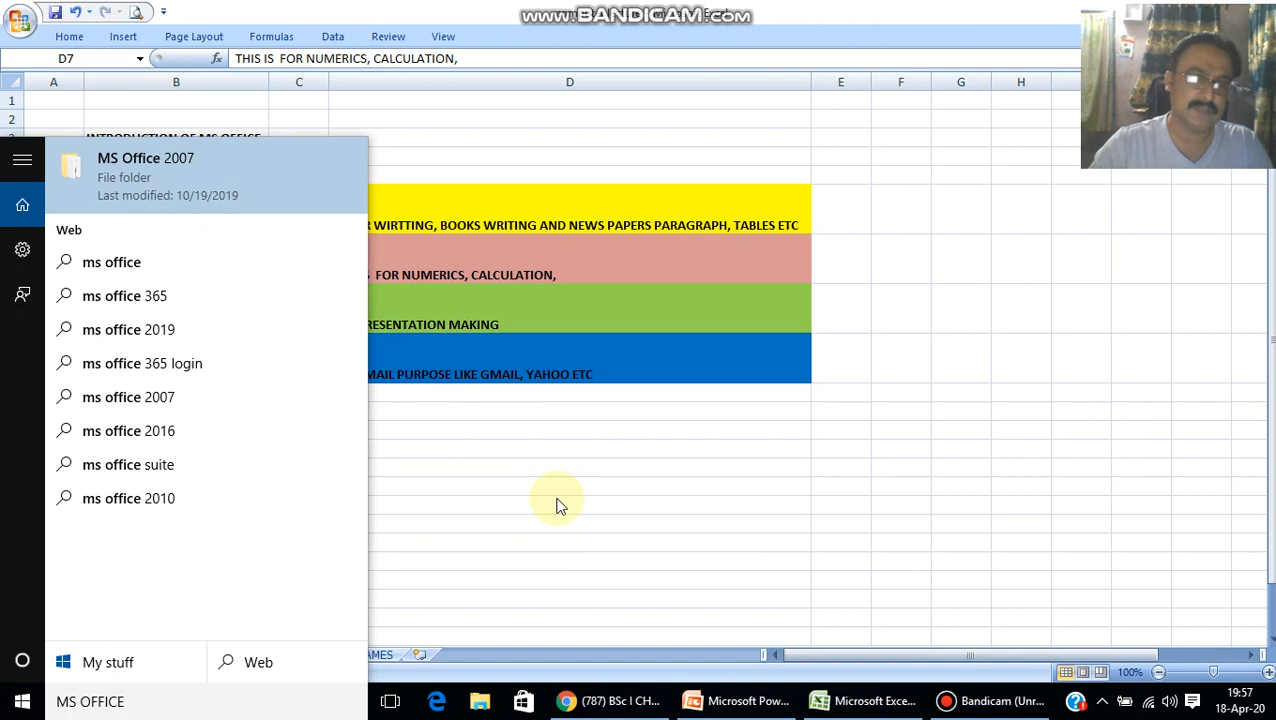 www.BANDICAM.com
Home Insert Page Layout Formulas Data Review View
D7 fx THIS IS  FOR NUMERICS, CALCULATION,
A B C D E F G H
1
2
INTRODUCTION OF MS OFFICE
MS Office 2007
File folder
Last modified: 10/19/2019
Web
ms office
ms office 365
ms office 2019
ms office 365 login
ms office 2007
ms office 2016
ms office suite
ms office 2010
WIRTTING, BOOKS WRITING AND NEWS PAPERS PARAGRAPH, TABLES ETC
FOR NUMERICS, CALCULATION,
RESENTATION MAKING
MAIL PURPOSE LIKE GMAIL, YAHOO ETC
My stuff Web
AMES
100%
MS OFFICE
(787) BSc I CH...
Microsoft Pow...
Microsoft Exce...
Bandicam (Unr...
19:57
18-Apr-20